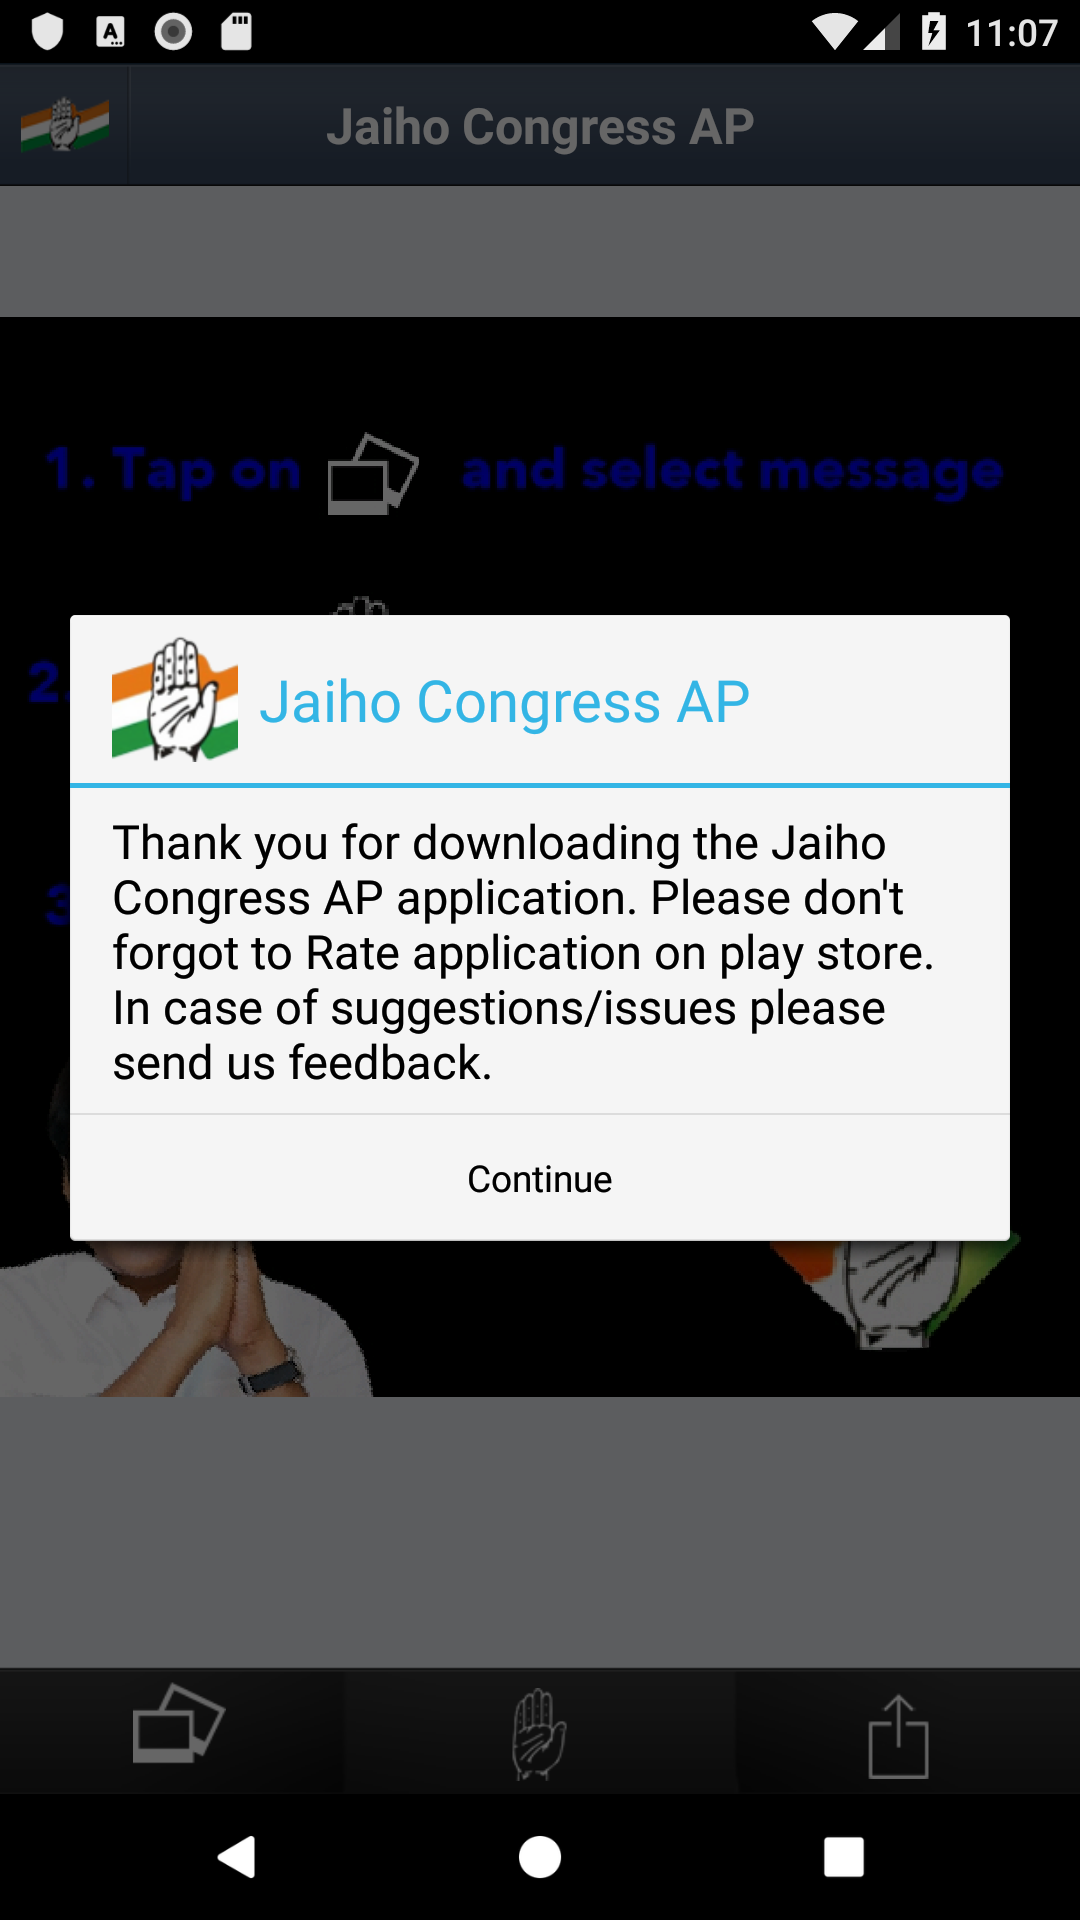 11:07
Jaiho Congress AP
1. Tap on and select message
2.
3
Jaiho Congress AP
Thank you for downloading the Jaiho
Congress AP application. Please don't
forgot to Rate application on play store.
In case of suggestions/issues please
send us feedback.
Continue